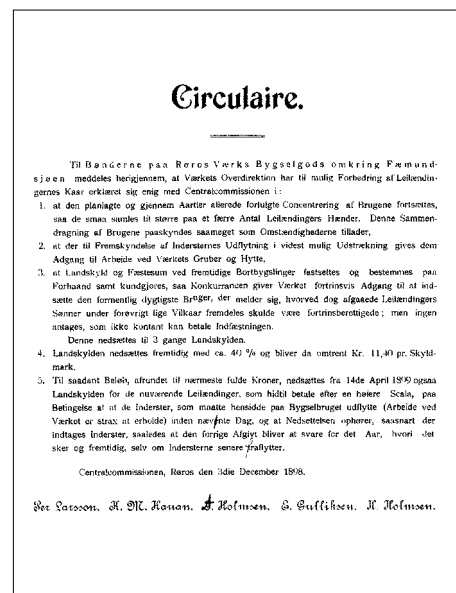 Circulaire.
Til Bønderne paa Røros Værks Bygselgods omkring Fæmund-
sjøen meddeles herigjennem, at Værkets Overdirektion har til mulig Forbedring af Leilændin-
gernes Kaar erklæret sig enig med Centralcommissionen i:
1. at den planlagte og gjennem Aartier allerede forfulgte Concentrering af Brugene fortsættes,
saa de smaa samles til større paa et færre Antal Leilændingers Hænder. Denne Sammen-
dragning af Brugene paaskyndes saameget som Omstændighederne tillader,
2. at der til Fremskyndelse af Indersternes Udflytning i videst mulig Udstrækning gives dem
Adgang til Arbeide ved Værkets Gruber og Hytte,
3. at Landskyld og Fæstesum ved fremtidige Bortbygslinger fastsettes og bestemmes paa
Forhaand samt kundgjøres, saa Konkurrancen giver Værket fortrinsvis Adgang til at ind-
sætte den formentlig dygtigste Bruger, der melder sig, hvorved dog afgaaede Leilændingers
Sønner under forøvrigt lige Vilkaar fremdeles skulde være fortrinsberettigede; men ingen
antages, som ikke kontant kan betale Indfæstningen.
Denne nedsættes til 3 gange Landskylden.
4. Landskylden nedsættes fremtidig med ca. 40 % og bliver da omtrent Kr. 11,40 pr. Skyld-
mark.
5. Til saadant Beløb, afrundet til nærmeste fulde Kroner, nedsættes fra 14de April 1899 ogsaa
Landskylden for de nuværende Leilændinger, som hidtil betalte efter en høiere Scala, paa
Betingelse af at de Inderster, som maatte hensidde paa Bygselbruget udflytte (Arbeide ved
Værket er strax at erholde) inden nævnte Dag, og at Nedsettelsen ophører, saasnart der
indtages Inderster, saaledes at den forrige Afgivt bliver at svare for det Aar, hvori det
sker og fremtidig, selv om Indersterne senere fraflytter.
Centralcommissionen, Røros den 3die December 1898.
Per Larsson. H. M. Hauan. Holmsen. G. Gulliksen. H. Holmsen.